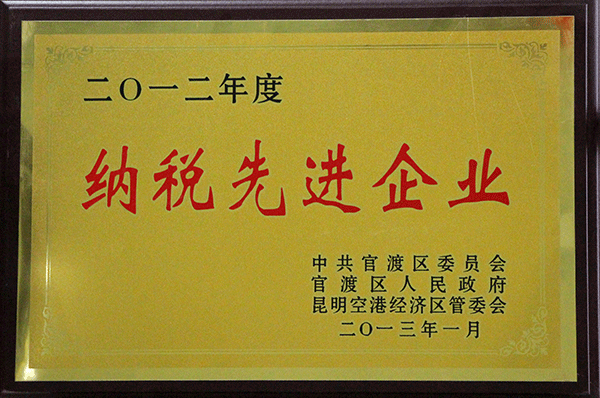 二〇一二年度
纳税先进企业
中共官渡区委员会
官渡区人民政府
昆明空港经济区管委会
二〇一三年一月